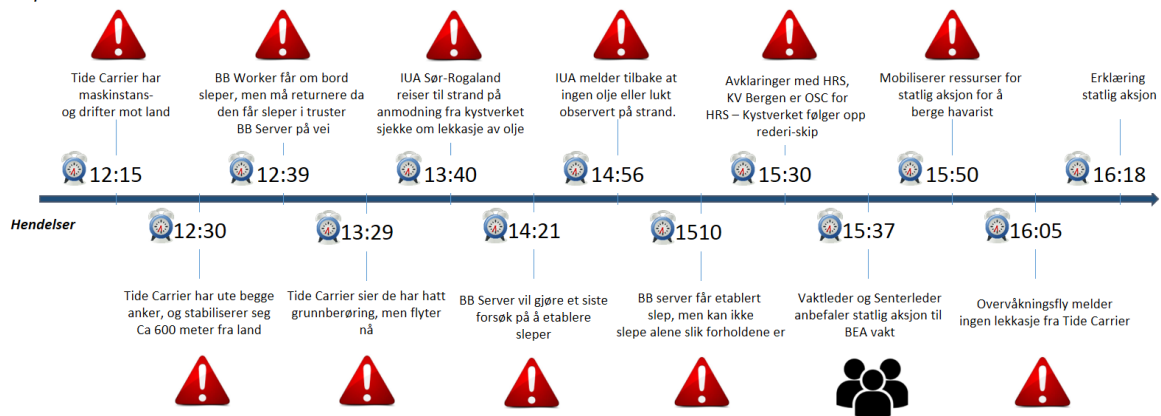 Tide Carrier har
maskinstans-
og drifter mot land
12:15
BB Worker får om bord
sleper, men må returnere da
den får sleper i truster
BB Server på vei
12:39
IUA Sør-Rogaland
reiser til strand på
anmodning fra kystverket
sjekke om lekkasje av olje
13:40
IUA melder tilbake at
ingen olje eller lukt
observert på strand.
14:56
Avklaringer med HRS,
KV Bergen er OSC for
HRS – Kystverket følger opp
rederi-skip
15:30
Mobiliserer ressurser for
statlig aksjon for å
berge havarist
15:50
Erklæring
statlig aksjon
16:18
Hendelser
12:30
Tide Carrier har ute begge
anker, og stabiliserer seg
Ca 600 meter fra land
13:29
Tide Carrier sier de har hatt
grunnberøring, men flyter
nå
14:21
BB Server vil gjøre et siste
forsøk på å etablere
sleper
1510
BB server får etablert
slep, men kan ikke
slepe alene slik forholdene er
15:37
Vaktleder og Senterleder
anbefaler statlig aksjon til
BEA vakt
16:05
Overvåkningsfly melder
ingen lekkasje fra Tide Carrier